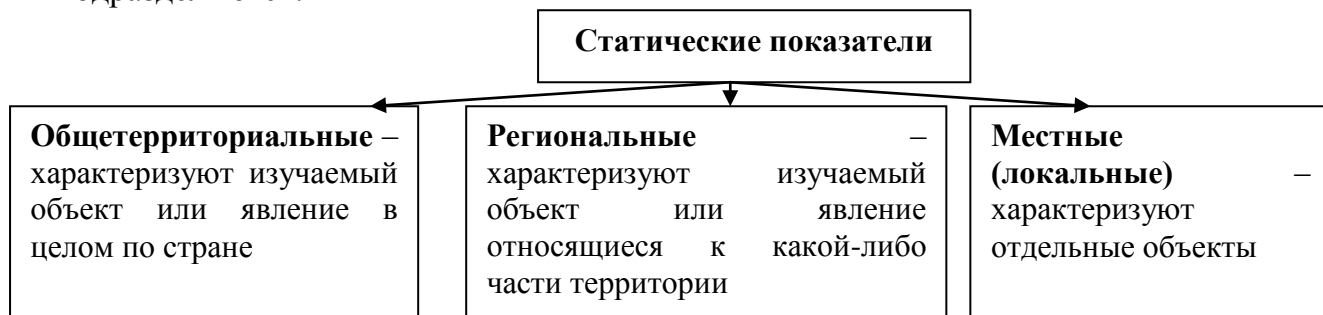 Статические показатели
Общетерриториальные –
характеризуют изучаемый
объект или явление в
целом по стране
Региональные –
характеризуют изучаемый
объект или явление
относящиеся к какой-либо
части территории
Местные
(локальные) –
характеризуют
отдельные объекты